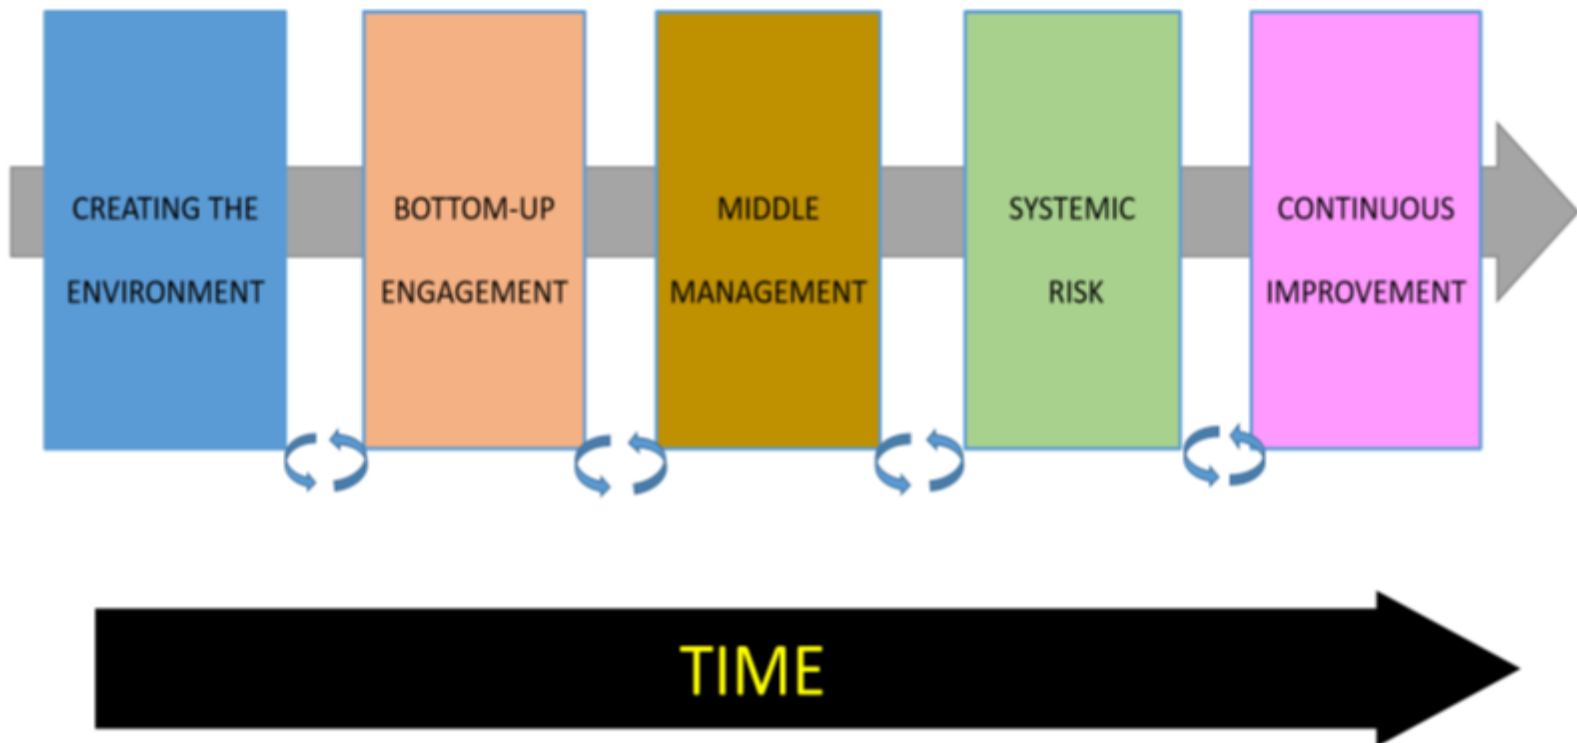 CREATING THE
ENVIRONMENT
BOTTOM-UP
ENGAGEMENT
MIDDLE
MANAGEMENT
SYSTEMIC
RISK
CONTINUOUS
IMPROVEMENT
TIME